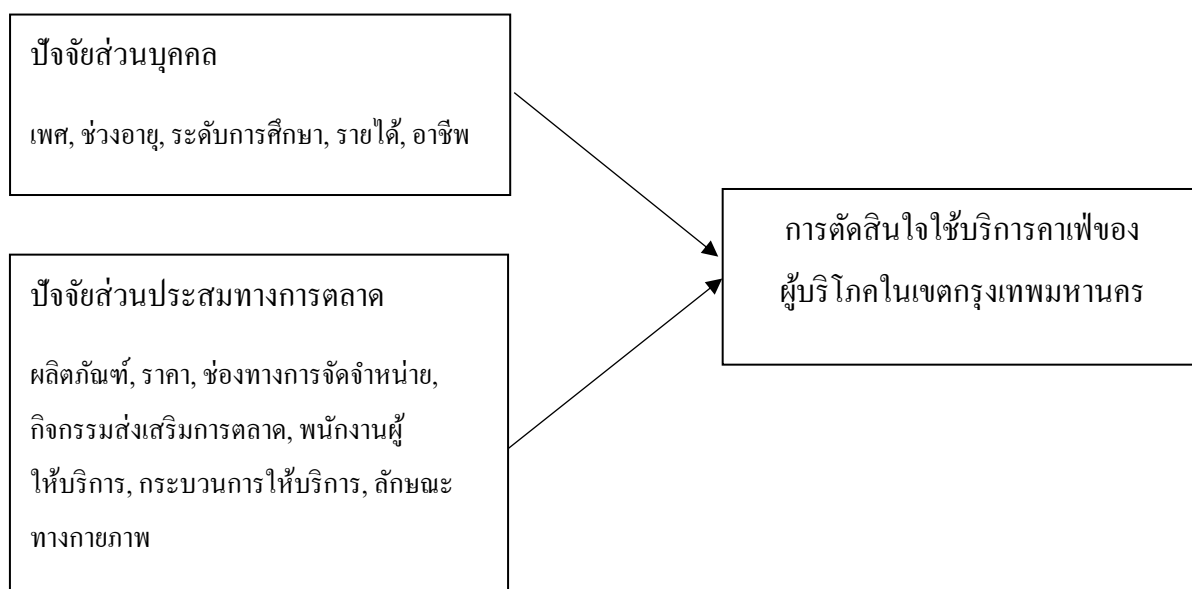 ปัจจัยส่วนบุคคล
เพศ, ช่วงอายุ, ระดับการศึกษา, รายได้, อาชีพ
ปัจจัยส่วนประสมทางการตลาด
ผลิตภัณฑ์, ราคา, ช่องทางการจัดจำหน่าย,
กิจกรรมส่งเสริมการตลาด, พนักงานผู้
ให้บริการ, กระบวนการให้บริการ, ลักษณะ
ทางกายภาพ
การตัดสินใจใช้บริการคาเฟ่ของ
ผู้บริโภคในเขตกรุงเทพมหานคร